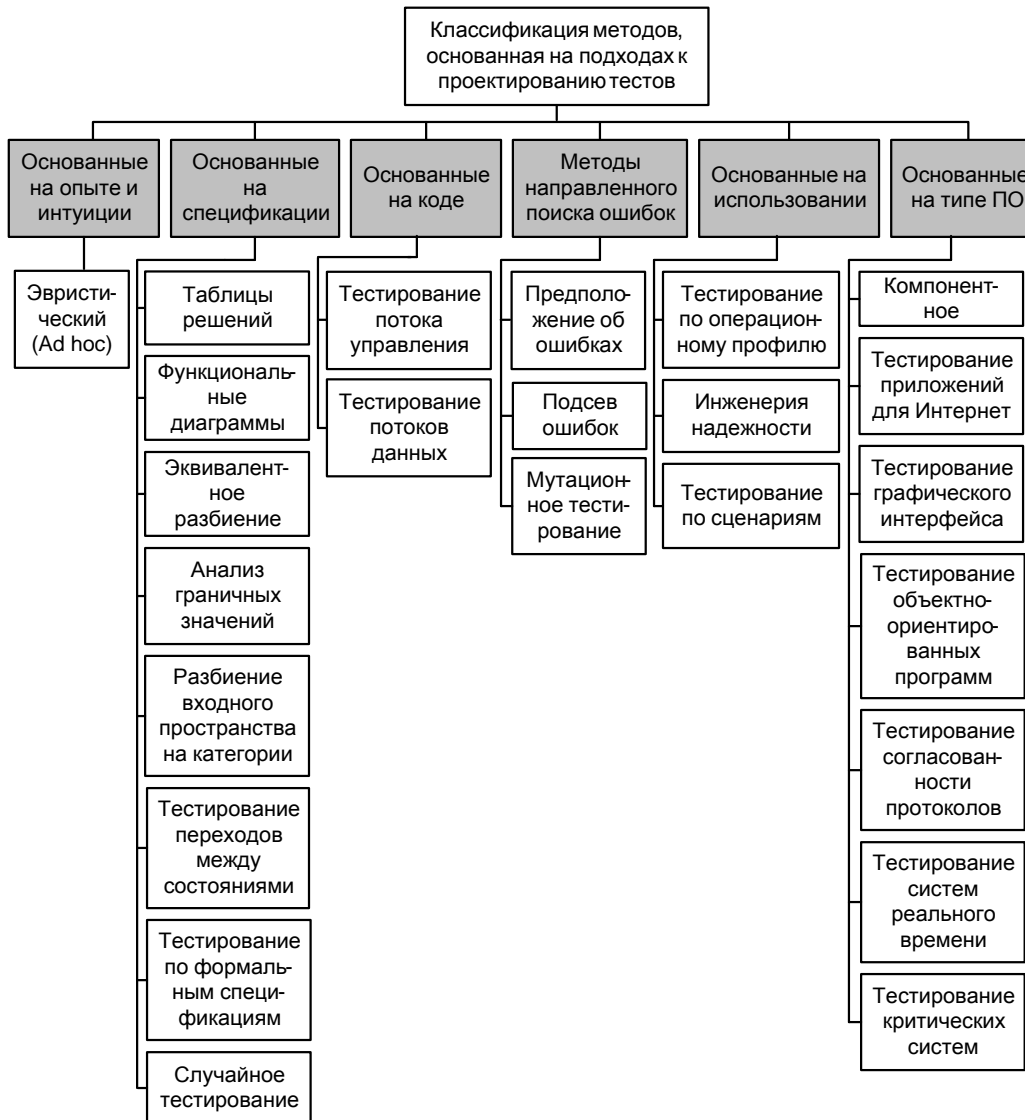 Классификация методов,
основанная на подходах к
проектированию тестов
Основанные
на опыте и
интуиции
Основанные
на
спецификации
Основанные
на коде
Методы
направленного
поиска ошибок
Основанные на
использовании
Основанные
на типе ПО
Эвристи-
ческий
(Ad hoc)
Таблицы
решений
Функциональ-
ные
диаграммы
Эквивалент-
ное
разбиение
Анализ
граничных
значений
Разбиение
входного
пространства
на категории
Тестирование
переходов
между
состояниями
Тестирование
по формаль-
ным специ-
фикациям
Случайное
тестирование
Тестирование
потока
управления
Тестирование
потоков
данных
Предполо-
жение об
ошибках
Подсев
ошибок
Мутацион-
ное тести-
рование
Тестирование
по операцион-
ному профилю
Инженерия
надежности
Тестирование
по сценариям
Компонент-
ное
Тестирование
приложений
для Интернет
Тестирование
графического
интерфейса
Тестирование
объектно-
ориентиро-
ванных
программ
Тестирование
согласован-
ности
протоколов
Тестирование
систем
реального
времени
Тестирование
критических
систем